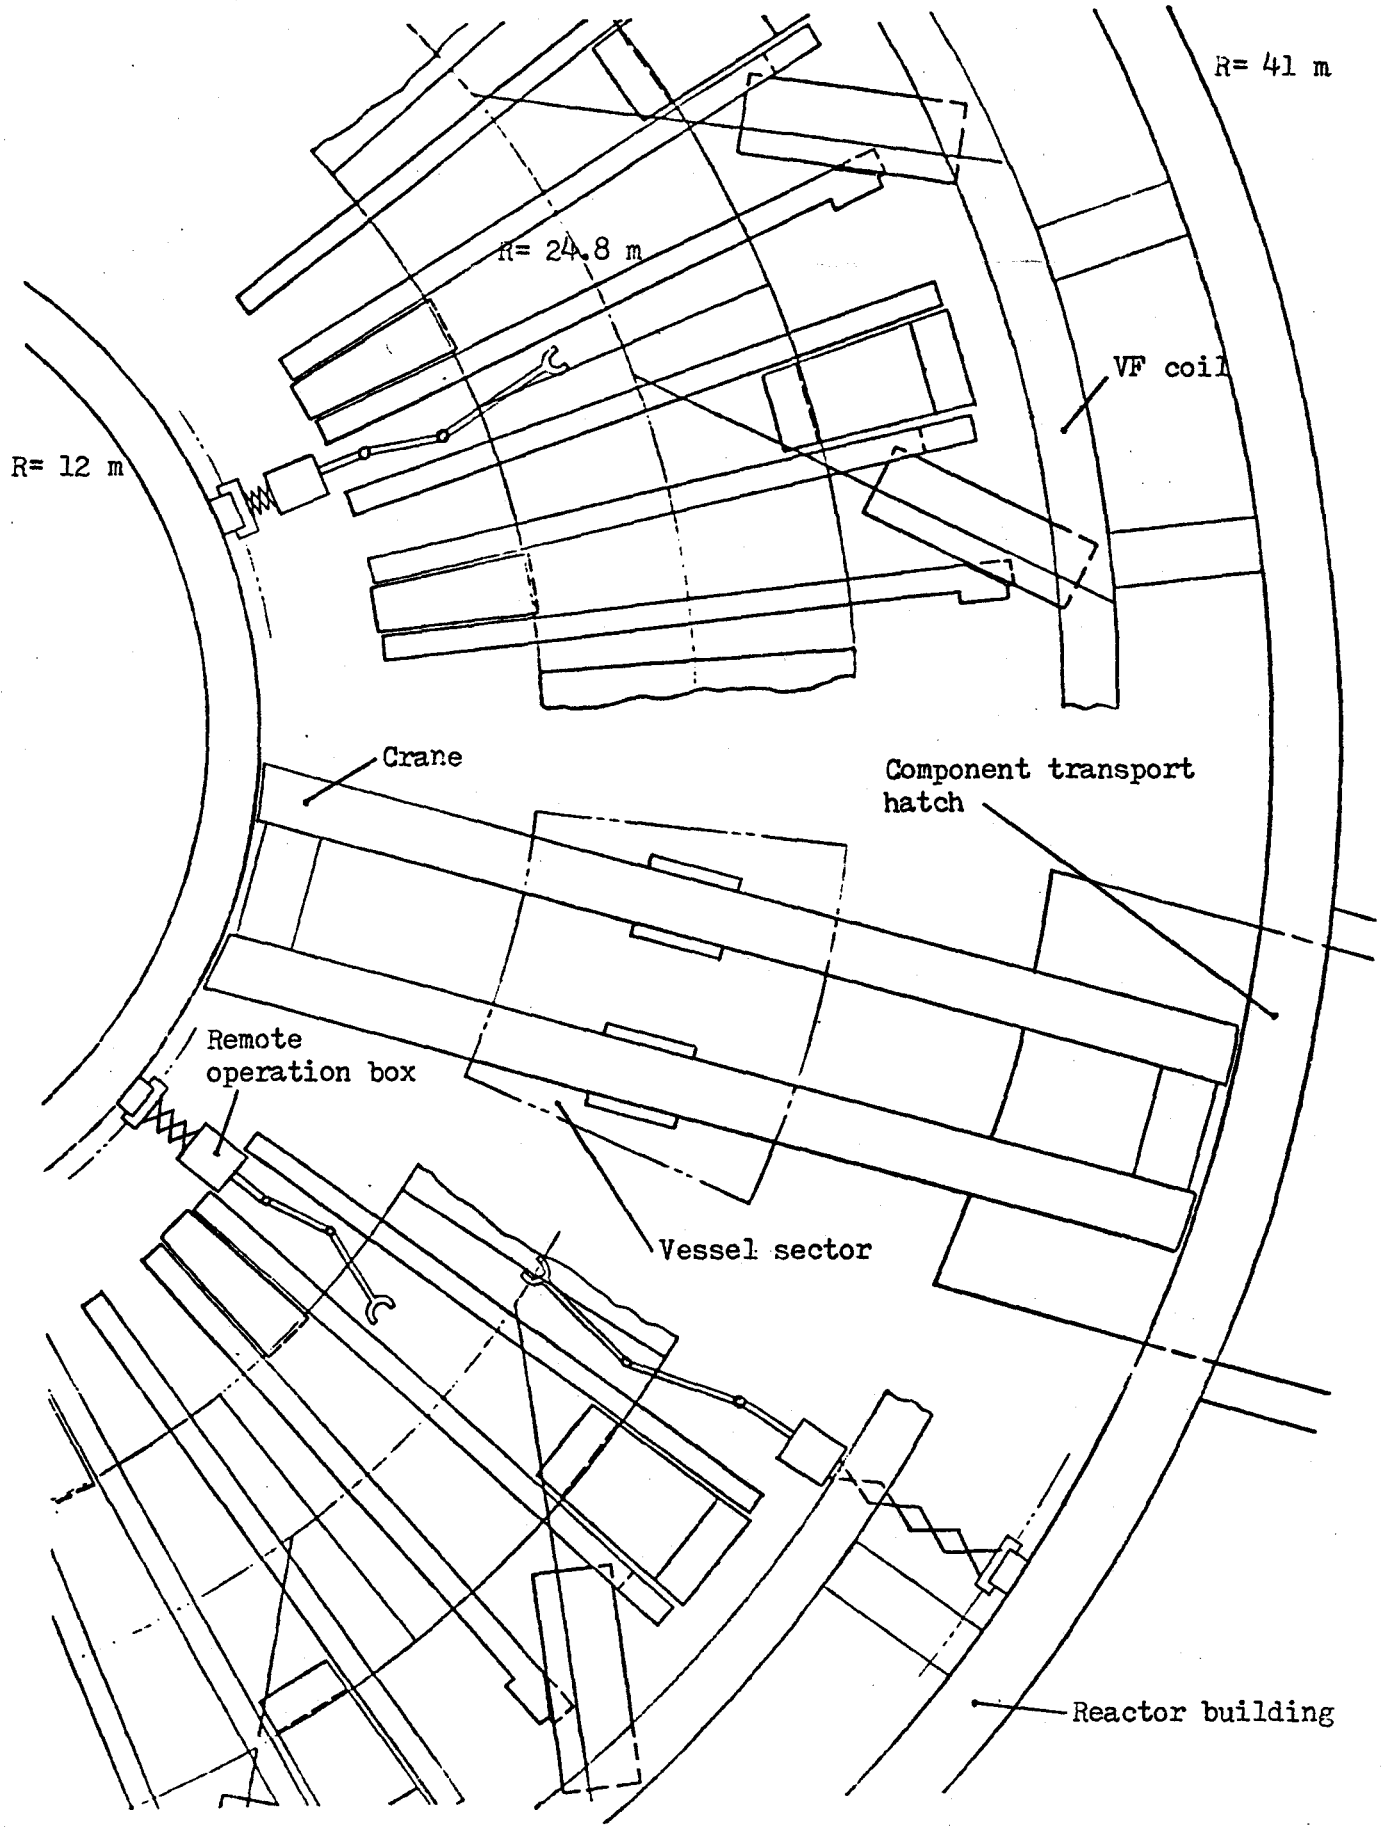 R= 41 m
R= 24.8 m
VF coil
R= 12 m
Crane
Component transport
hatch
Remote
operation box
Vessel sector
Reactor building